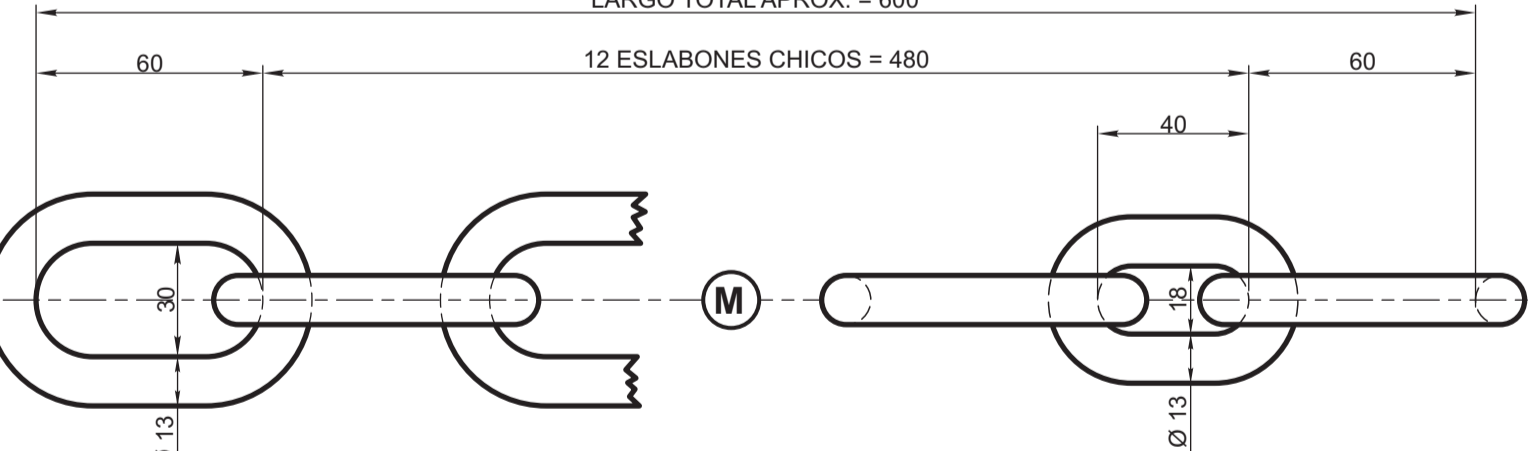 LARGO TOTAL APROX. = 600
60
12 ESLABONES CHICOS = 480
60
40
30
M
18
Ø 13
Ø 13